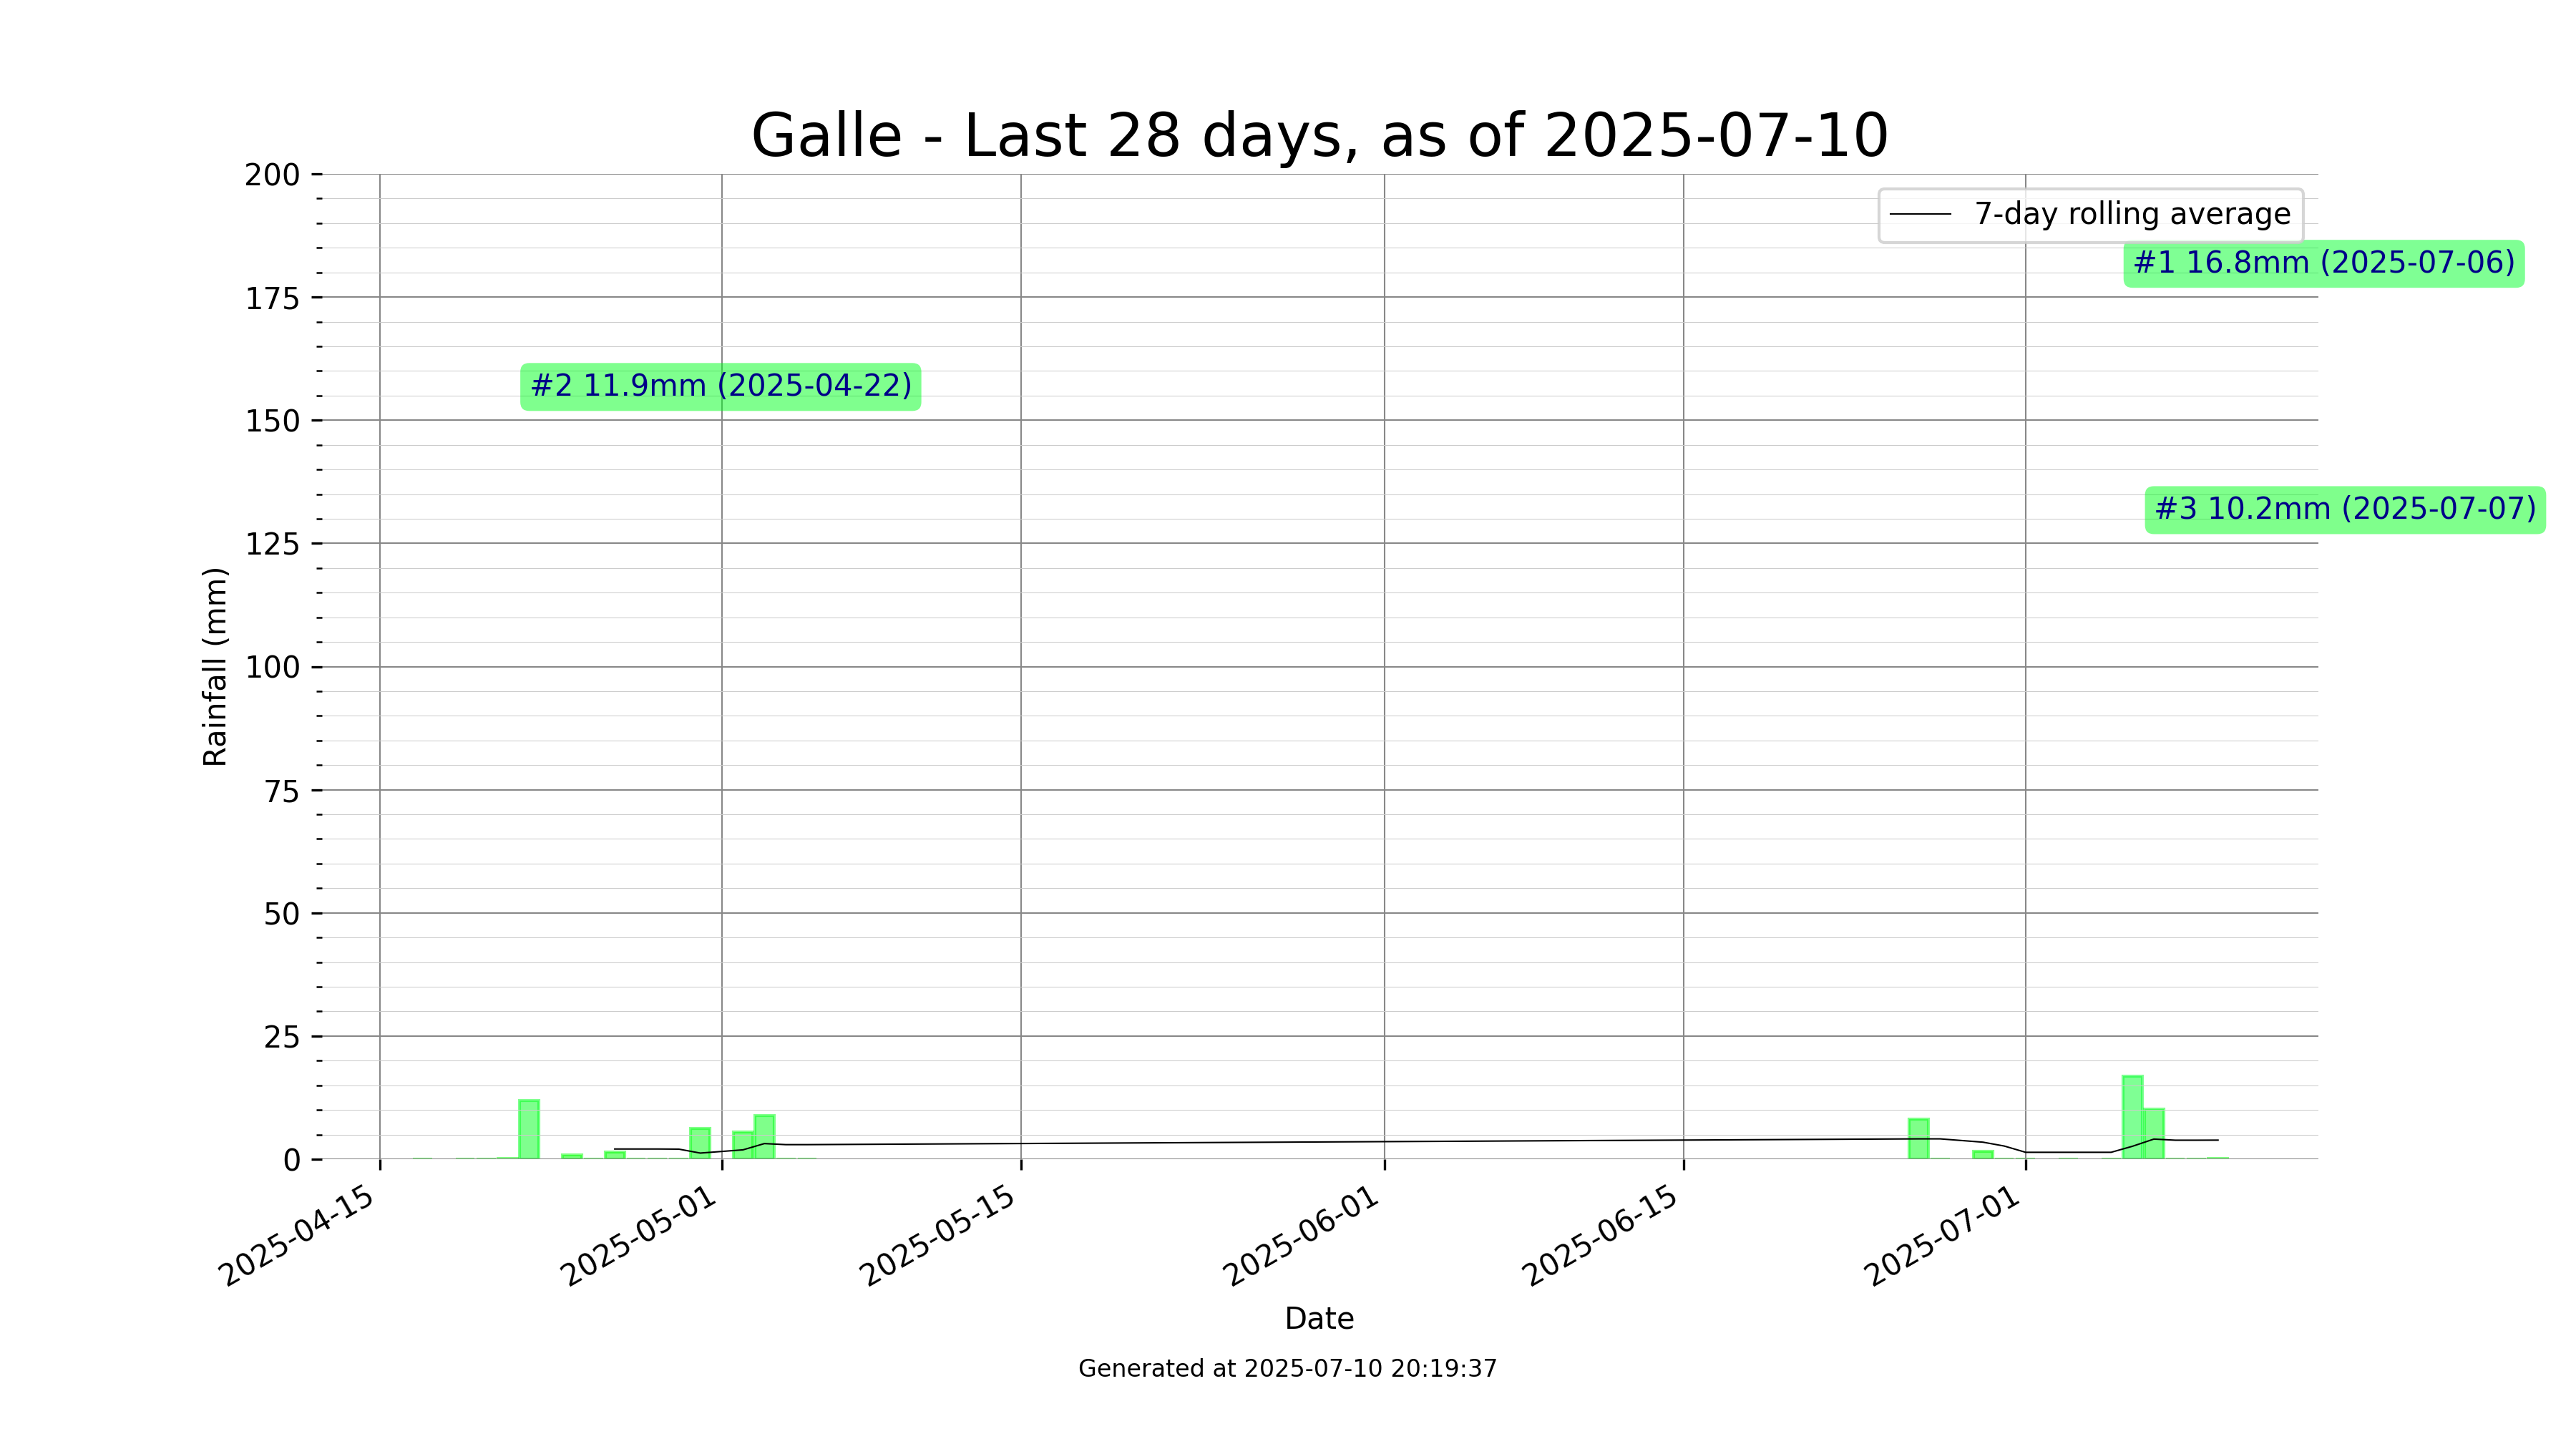 Galle - Last 28 days, as of 2025-07-10
200
175
150
125
100
75
50
25
0
Rainfall (mm)
7-day rolling average
#1 16.8mm (2025-07-06)
#2 11.9mm (2025-04-22)
#3 10.2mm (2025-07-07)
2025-04-15
2025-05-01
2025-05-15
2025-06-01
2025-06-15
2025-07-01
Date
Generated at 2025-07-10 20:19:37